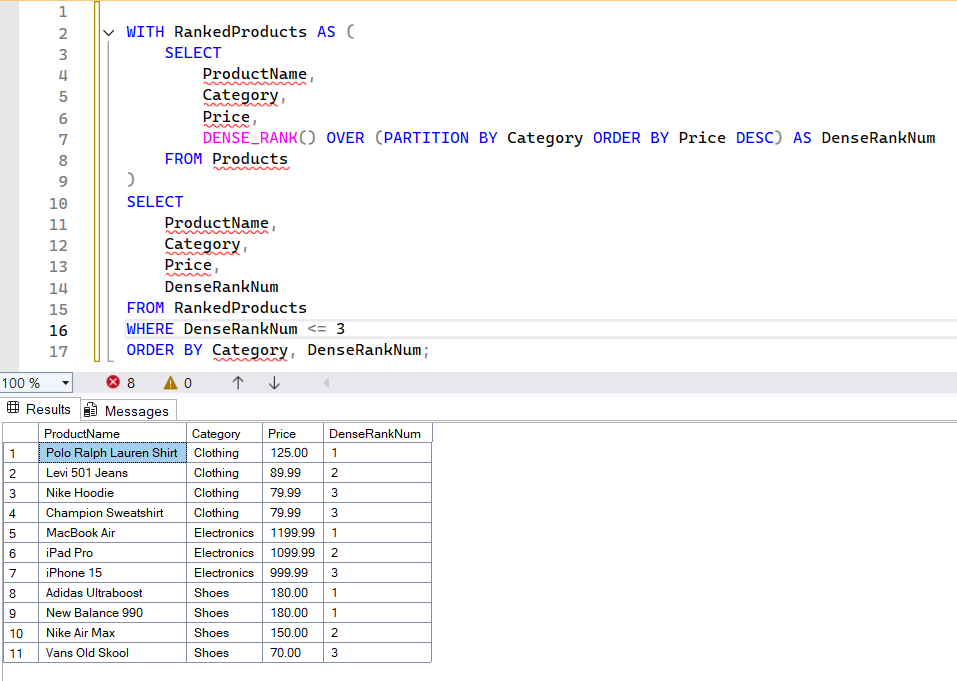 1
2 WITH RankedProducts AS (
3 SELECT
4 ProductName,
5 Category,
6 Price,
7 DENSE_RANK() OVER (PARTITION BY Category ORDER BY Price DESC) AS DenseRankNum
8 FROM Products
9 )
10 SELECT
11 ProductName,
12 Category,
13 Price,
14 DenseRankNum
15 FROM RankedProducts
16 WHERE DenseRankNum <= 3
17 ORDER BY Category, DenseRankNum;
100 % 8 0
Results Messages
ProductName Category Price DenseRankNum
1 Polo Ralph Lauren Shirt Clothing 125.00 1
2 Levi 501 Jeans Clothing 89.99 2
3 Nike Hoodie Clothing 79.99 3
4 Champion Sweatshirt Clothing 79.99 3
5 MacBook Air Electronics 1199.99 1
6 iPad Pro Electronics 1099.99 2
7 iPhone 15 Electronics 999.99 3
8 Adidas Ultraboost Shoes 180.00 1
9 New Balance 990 Shoes 180.00 1
10 Nike Air Max Shoes 150.00 2
11 Vans Old Skool Shoes 70.00 3